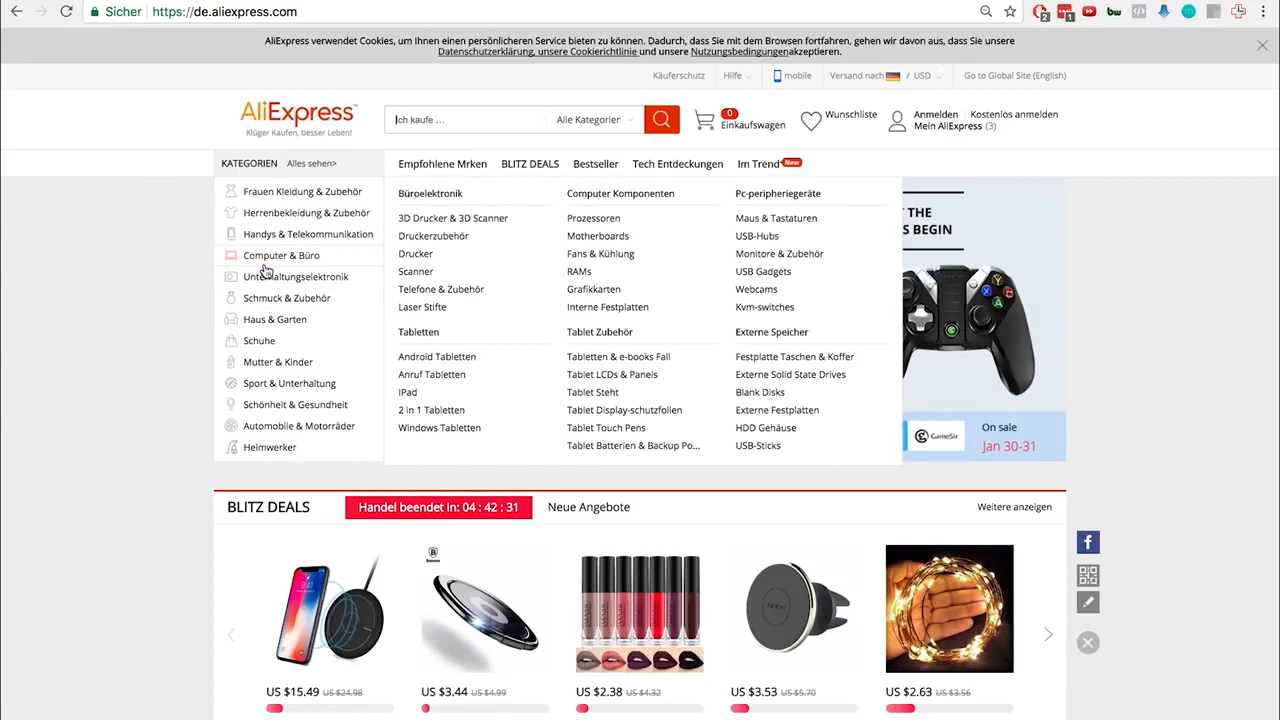 Sicher
https://de.aliexpress.com
2
1
bw
AliExpress verwendet Cookies, um Ihnen einen persönlicheren Service bieten zu können. Dadurch, dass Sie mit dem Browser fortfahren, gehen wir davon aus, dass Sie unsere
Datenschutzerklärung, unsere Cookierichtlinie und unsere Nutzungsbedingungenakzeptieren.
Käuferschutz
Hilfe
mobile
Versand nach / USD
Go to Global Site (English)
AliExpress™
Klüger Kaufen, besser Leben!
Ich kaufe ...
Alle Kategorien
0
Einkaufswagen
Wunschliste
Anmelden
Kostenlos anmelden
Mein AliExpress (3)
KATEGORIEN
Alles sehen>
Empfohlene Mrken
BLITZ DEALS
Bestseller
Tech Entdeckungen
Im Trend
New
Frauen Kleidung & Zubehör
Herrenbekleidung & Zubehör
Handys & Telekommunikation
Computer & Büro
Unterhaltungselektronik
Schmuck & Zubehör
Haus & Garten
Schuhe
Mutter & Kinder
Sport & Unterhaltung
Schönheit & Gesundheit
Automobile & Motorräder
Heimwerker
Büroelektronik
3D Drucker & 3D Scanner
Druckerzubehör
Drucker
Scanner
Telefone & Zubehör
Laser Stifte
Computer Komponenten
Prozessoren
Motherboards
Fans & Kühlung
RAMs
Grafikkarten
Interne Festplatten
Pc-peripheriegeräte
Maus & Tastaturen
USB-Hubs
Monitore & Zubehör
USB Gadgets
Webcams
Kvm-switches
Tabletten
Android Tabletten
Anruf Tabletten
IPad
2 in 1 Tabletten
Windows Tabletten
Tablet Zubehör
Tabletten & e-books Fall
Tablet LCDs & Panels
Tablet Steht
Tablet Display-schutzfolien
Tablet Touch Pens
Tablet Batterien & Backup Po...
Externe Speicher
Festplatte Taschen & Koffer
Externe Solid State Drives
Blank Disks
Externe Festplatten
HDD Gehäuse
USB-Sticks
THE
S BEGIN
GameSir
On sale
Jan 30-31
BLITZ DEALS
Handel beendet in: 04 : 42 : 31
Neue Angebote
Weitere anzeigen
US $15.49 US $24.98
US $3.44 US $4.99
US $2.38 US $4.32
US $3.53 US $5.70
US $2.63 US $3.56